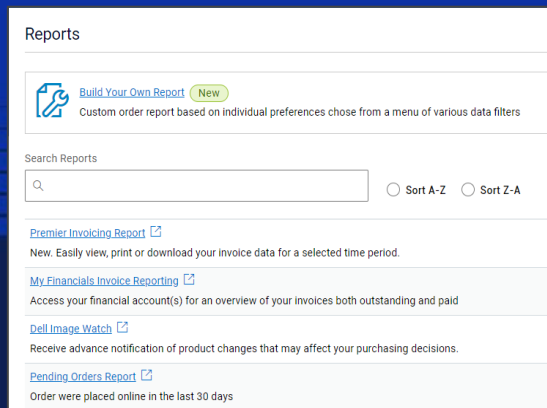 Reports
Build Your Own Report New
Custom order report based on individual preferences chose from a menu of various data filters
Search Reports
Sort A-Z Sort Z-A
Premier Invoicing Report
New. Easily view, print or download your invoice data for a selected time period.
My Financials Invoice Reporting
Access your financial account(s) for an overview of your invoices both outstanding and paid
Dell Image Watch
Receive advance notification of product changes that may affect your purchasing decisions.
Pending Orders Report
Order were placed online in the last 30 days